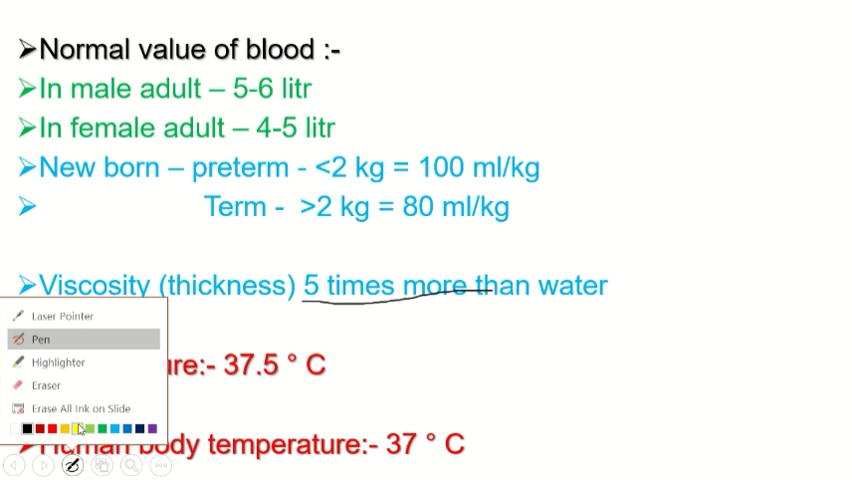 ➢Normal value of blood :-
➢In male adult – 5-6 litr
➢In female adult – 4-5 litr
➢New born – preterm - <2 kg = 100 ml/kg
➢ Term - >2 kg = 80 ml/kg
➢Viscosity (thickness) 5 times more than water
Laser Pointer
Pen
Highlighter
Eraser
Erase All Ink on Slide
:- 37.5 ° C
body temperature:- 37 ° C